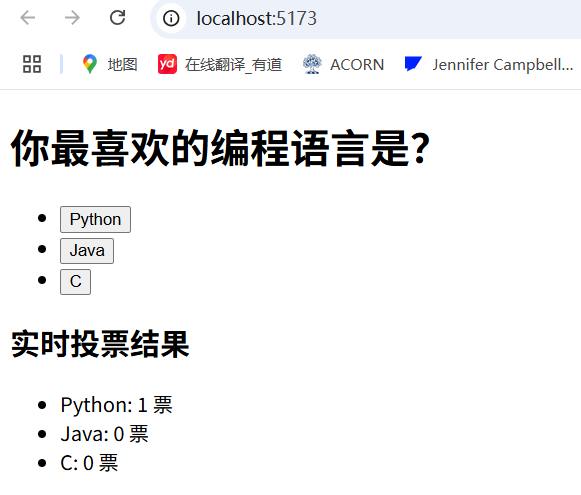 localhost:5173
地图
yd
在线翻译_有道
ACORN
Jennifer Campbell...
你最喜欢的编程语言是?
Python
Java
C
实时投票结果
Python: 1 票
Java: 0 票
C: 0 票